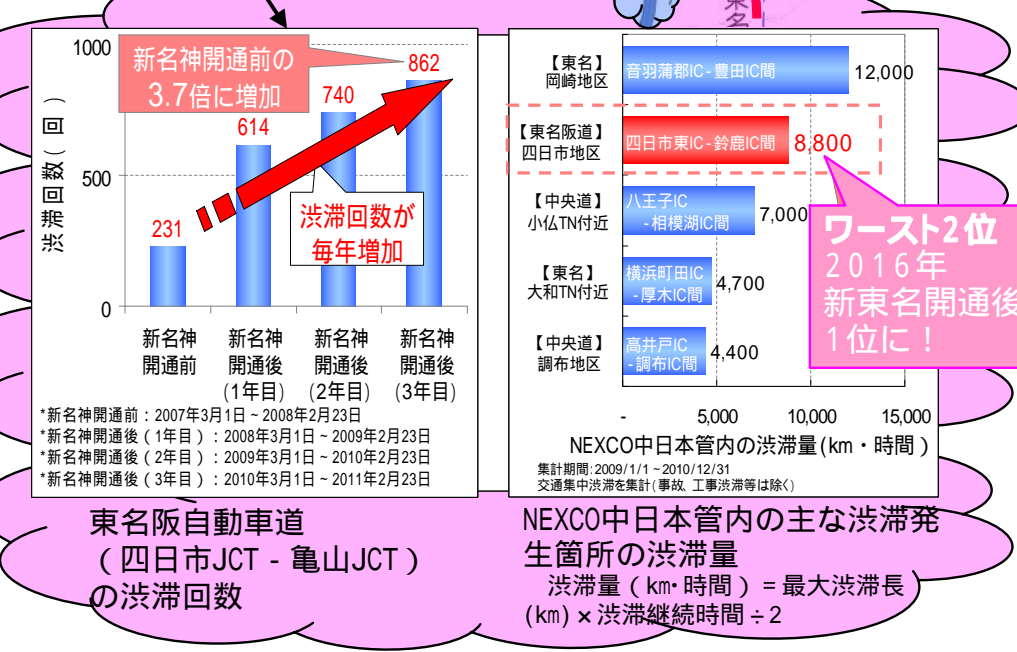 東名
1000
500
0
渋滞回数(回)
新名神開通前の
3.7倍に増加
231
614
740
862
渋滞回数が
毎年増加
新名神
開通前
新名神
開通後
(1年目)
新名神
開通後
(2年目)
新名神
開通後
(3年目)
*新名神開通前：2007年3月1日~2008年2月23日
*新名神開通後（1年目）：2008年3月1日~2009年2月23日
*新名神開通後（2年目）：2009年3月1日~2010年2月23日
*新名神開通後（3年目）：2010年3月1日~2011年2月23日
東名阪自動車道
（四日市JCT - 亀山JCT）
の渋滞回数
【東名】
岡崎地区
音羽蒲郡IC-豊田IC間
12,000
【東名阪道】
四日市地区
四日市東IC-鈴鹿IC間
8,800
【中央道】
小仏TN付近
八王子IC
-相模湖IC間
7,000
【東名】
大和TN付近
横浜町田IC
-厚木IC間
4,700
【中央道】
調布地区
高井戸IC
-調布IC間
4,400
ワースト2位
2016年
新東名開通後
1位に！
- 5,000 10,000 15,000
NEXCO中日本管内の渋滞量(km・時間)
集計期間:2009/1/1~2010/12/31
交通集中渋滞を集計(事故、工事渋滞等は除く)
NEXCO中日本管内の主な渋滞発
生箇所の渋滞量
渋滞量（km･時間）=最大渋滞長
(km)×渋滞継続時間÷2